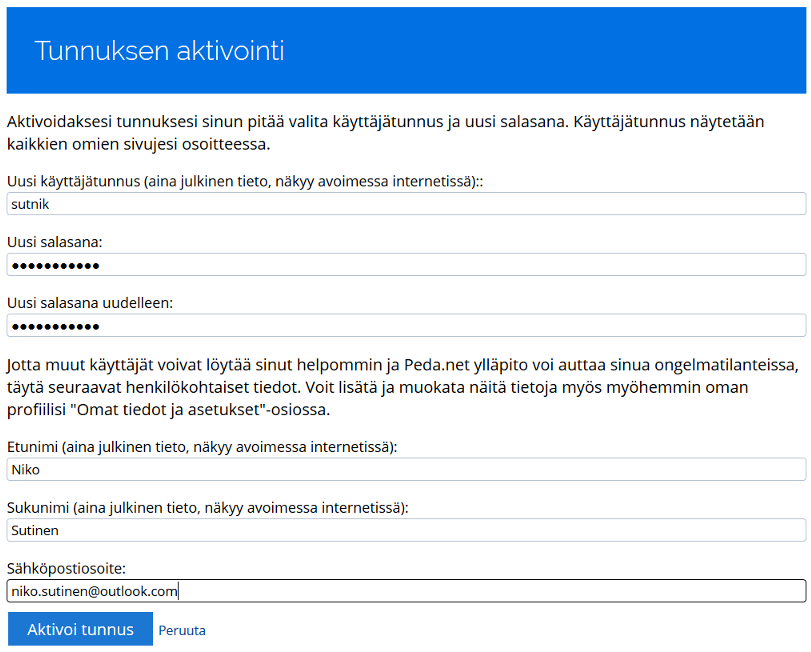 Tunnuksen aktivointi
Aktivoidaksesi tunnuksesi sinun pitää valita käyttäjätunnus ja uusi salasana. Käyttäjätunnus näytetään
kaikkien omien sivujesi osoitteessa.
Uusi käyttäjätunnus (aina julkinen tieto, näkyy avoimessa internetissä)::
sutnik
Uusi salasana:
●●●●●●●●●●●
Uusi salasana uudelleen:
●●●●●●●●●●●
Jotta muut käyttäjät voivat löytää sinut helpommin ja Peda.net ylläpito voi auttaa sinua ongelmatilanteissa,
täytä seuraavat henkilökohtaiset tiedot. Voit lisätä ja muokata näitä tietoja myös myöhemmin oman
profiilisi "Omat tiedot ja asetukset"-osiossa.
Etunimi (aina julkinen tieto, näkyy avoimessa internetissä):
Niko
Sukunimi (aina julkinen tieto, näkyy avoimessa internetissä):
Sutinen
Sähköpostiosoite:
niko.sutinen@outlook.com
Aktivoi tunnus Peruuta